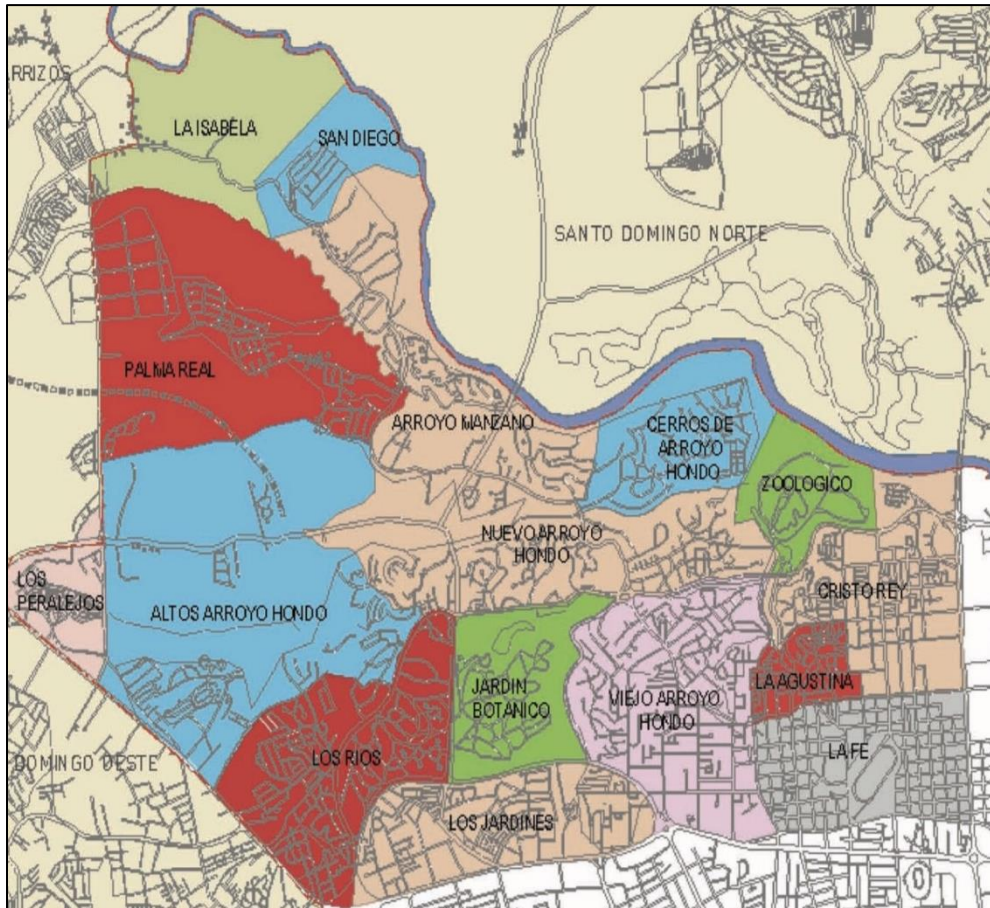 ARRIZOS
LA ISABELA
SAN DIEGO
SANTO DOMINGO NORTE
PALMA REAL
ARROYO MANZANO
CERROS DE
ARROYO
HONDO
ZOOLOGICO
NUEVO ARROYO
HONDO
LOS
PERALEJOS
ALTOS ARROYO HONDO
CRISTO REY
JARDIN
BOTANICO
VIEJO ARROYO
HONDO
LA AGUSTINA
LOS RIOS
LA FE
DOMINGO OESTE
LOS JARDINES